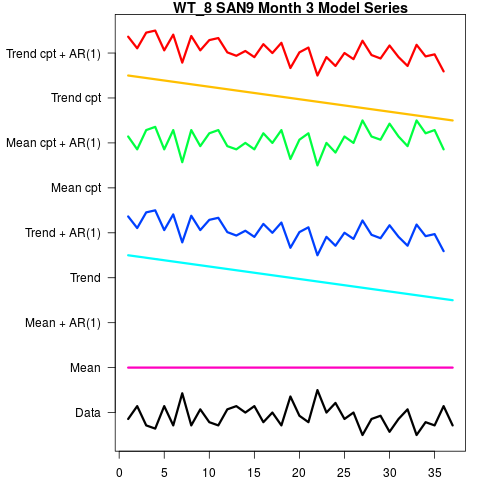 WT_8 SAN9 Month 3 Model Series
Trend cpt + AR(1)
Trend cpt
Mean cpt + AR(1)
Mean cpt
Trend + AR(1)
Trend
Mean + AR(1)
Mean
Data
0 5 10 15 20 25 30 35